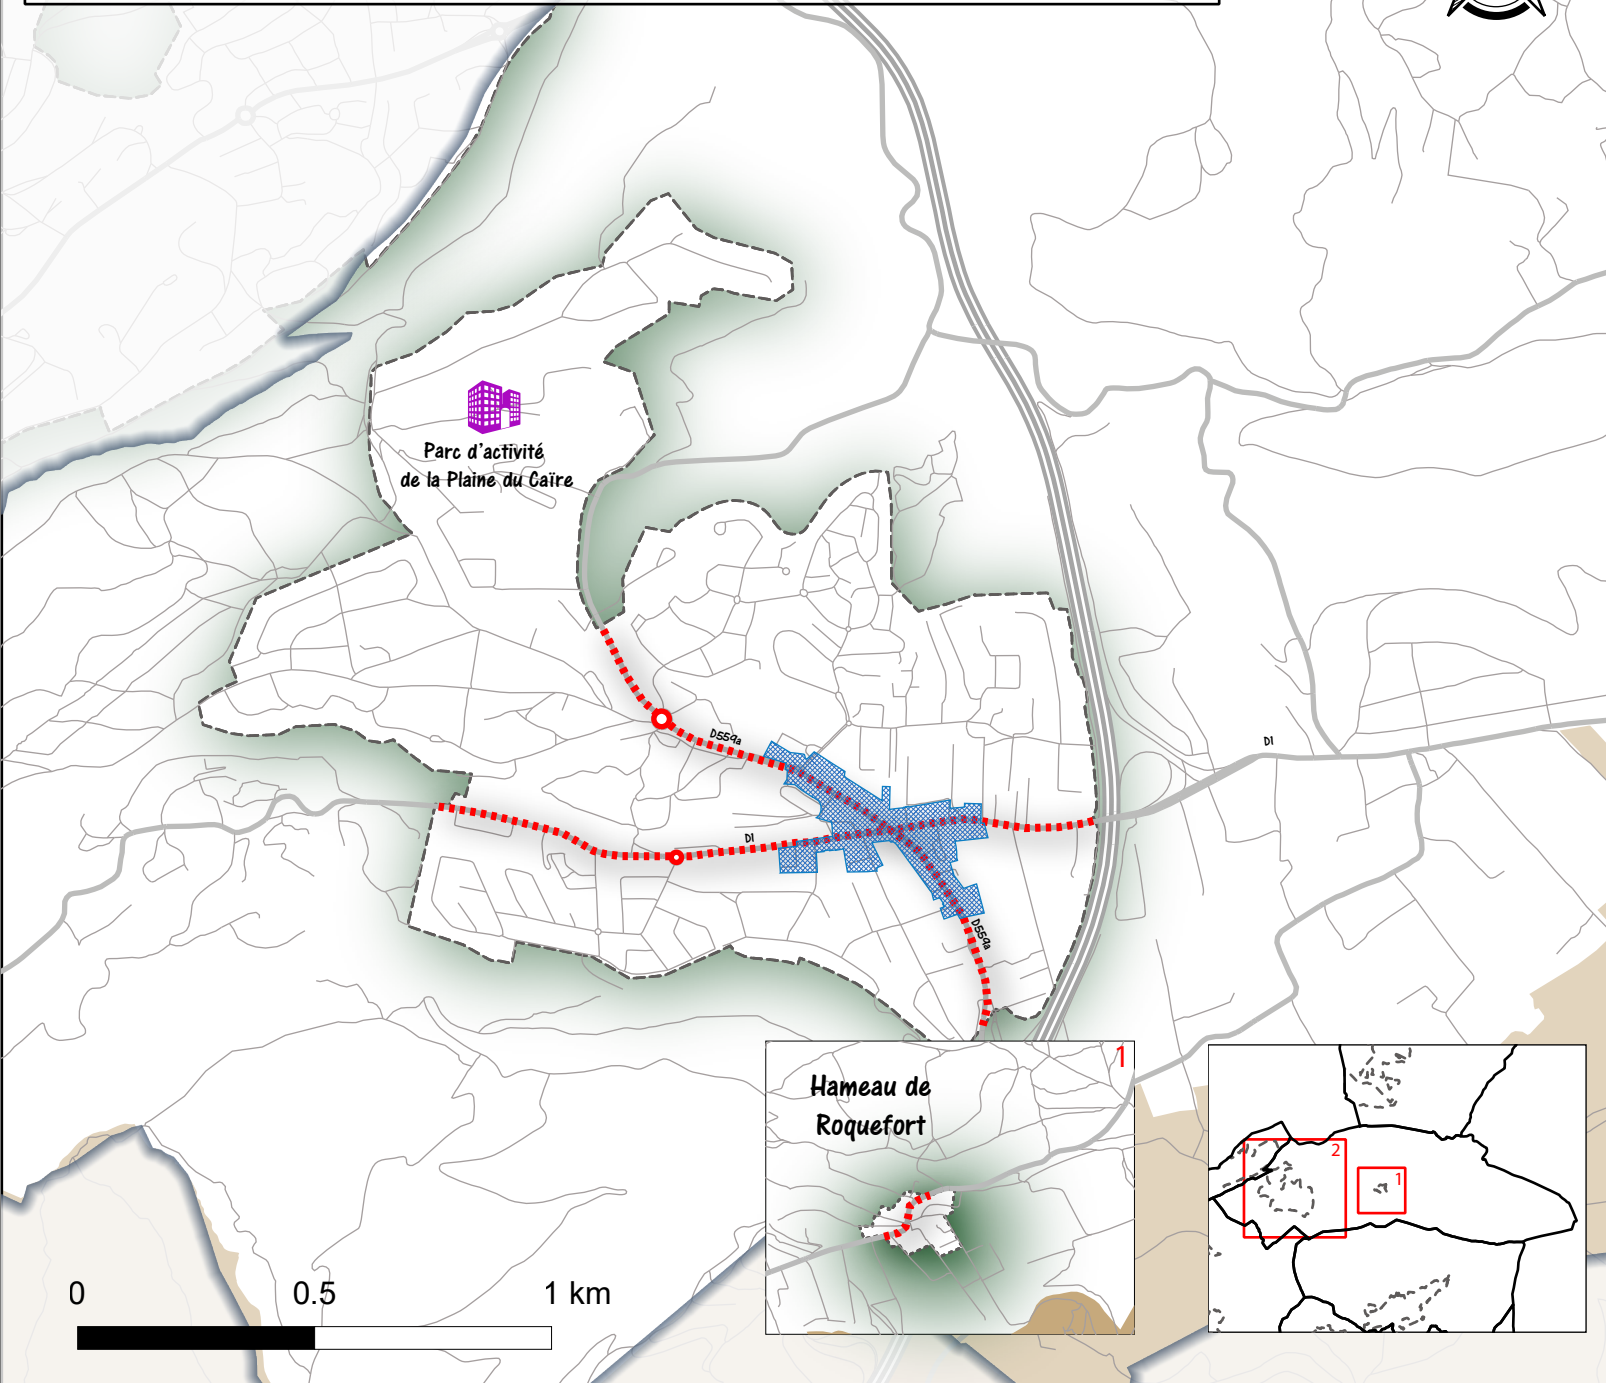 Parc d'activité
de la Plaine du Caïre
D559a
D1
D1
D559a
1
Hameau de
Roquefort
2
1
0 0.5 1 km